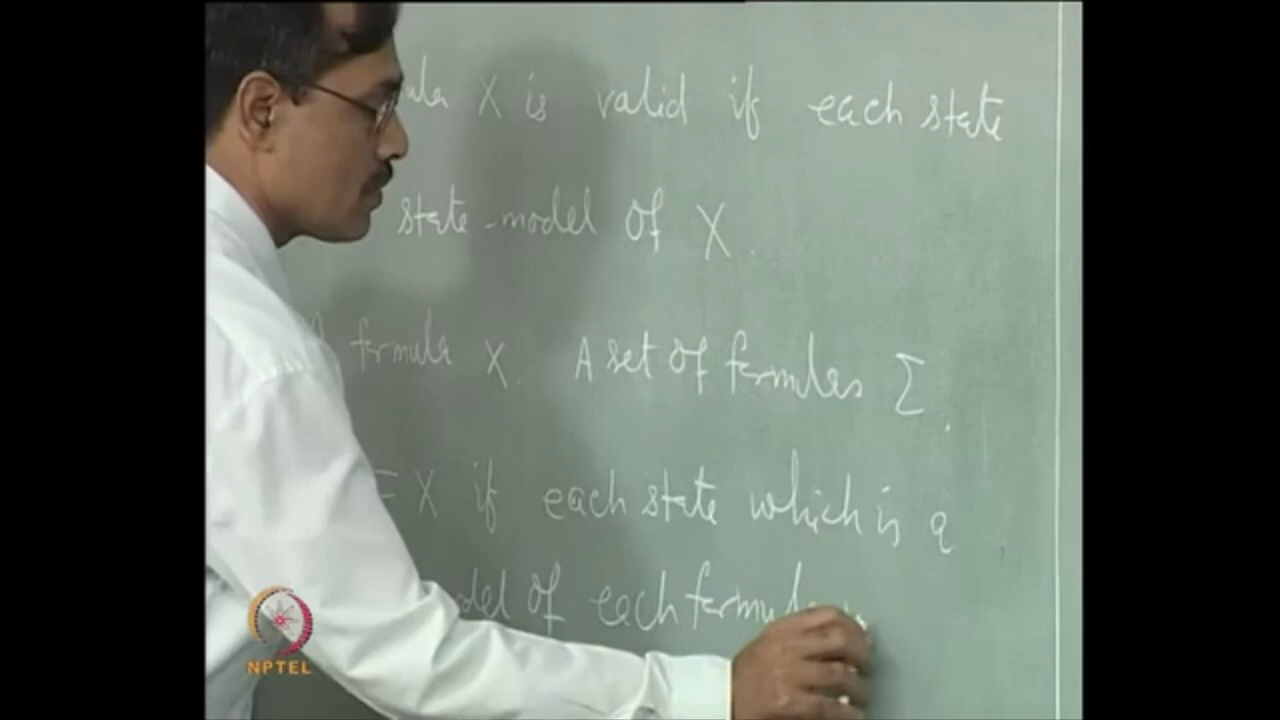 X is valid if each state
state-model of X.
formula X. A set of formulas Σ.
X if each state which is a
of each formula
NPTEL